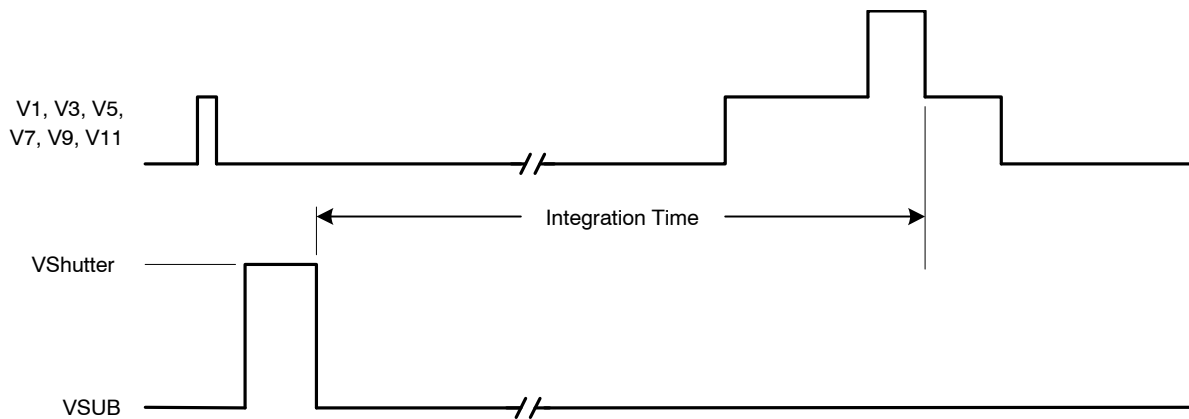 V1, V3, V5,
V7, V9, V11
Integration Time
VShutter
VSUB